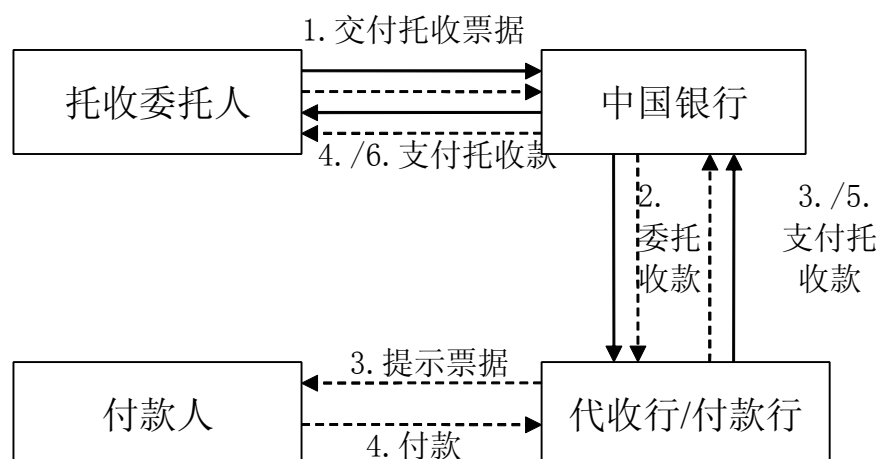 1.交付托收票据
托收委托人
中国银行
4./6.支付托收款
2.
委托
收款
3./5.
支付托
收款
3.提示票据
付款人
代收行/付款行
4.付款